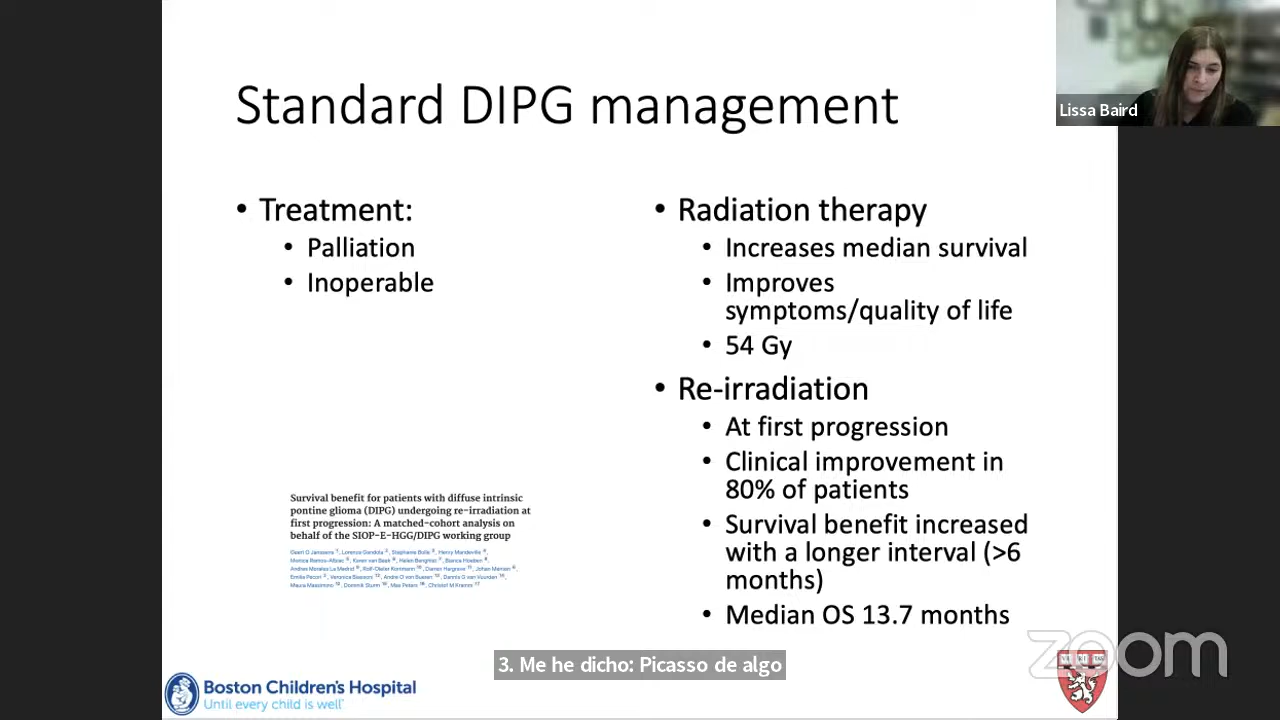 Standard DIPG management
• Treatment:
• Palliation
• Inoperable
Survival benefit for patients with diffuse intrinsic
pontine glioma (DIPG) undergoing re-irradiation at
first progression: A matched-cohort analysis on
behalf of the SIOP-E-HGG/DIPG working group
• Radiation therapy
• Increases median survival
• Improves
symptoms/quality of life
• 54 Gy
• Re-irradiation
• At first progression
• Clinical improvement in
80% of patients
• Survival benefit increased
with a longer interval (>6
months)
• Median OS 13.7 months
Lissa Baird
3. Me he dicho: Picasso de algo
Boston Children's Hospital
Until every child is well
zoom